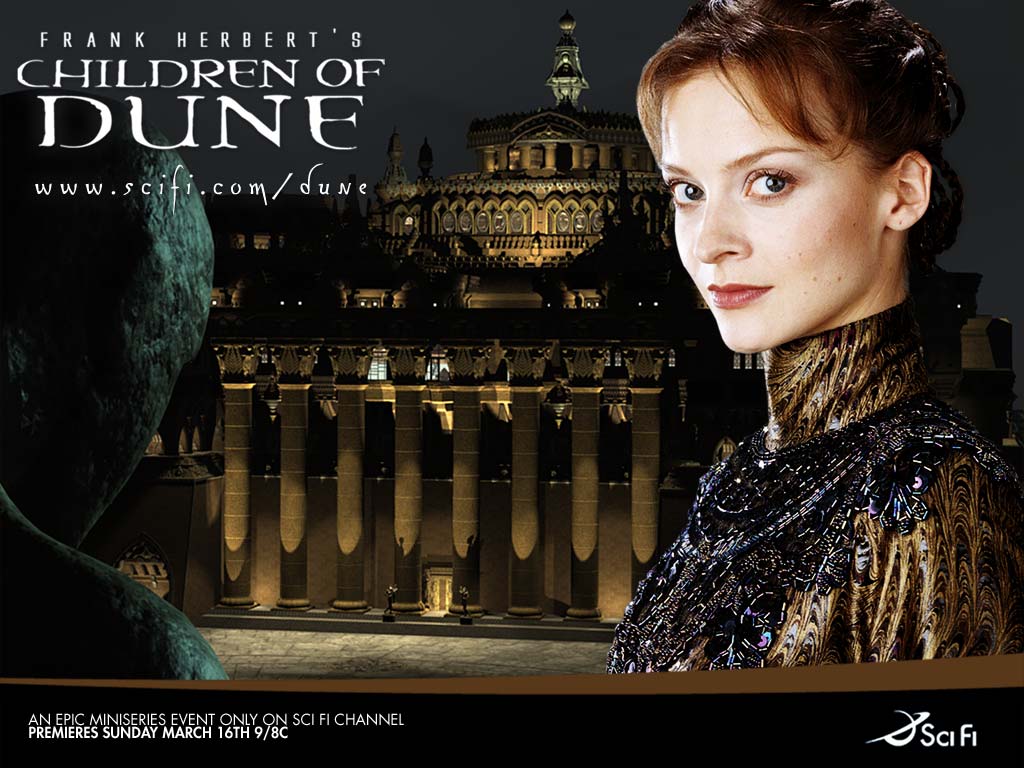 FRANK HERBERT'S
CHILDREN OF
DUNE
www.scifi.com/dune
AN EPIC MINISERIES EVENT ONLY ON SCI FI CHANNEL
PREMIERES SUNDAY MARCH 16TH 9/8C
SCI FI